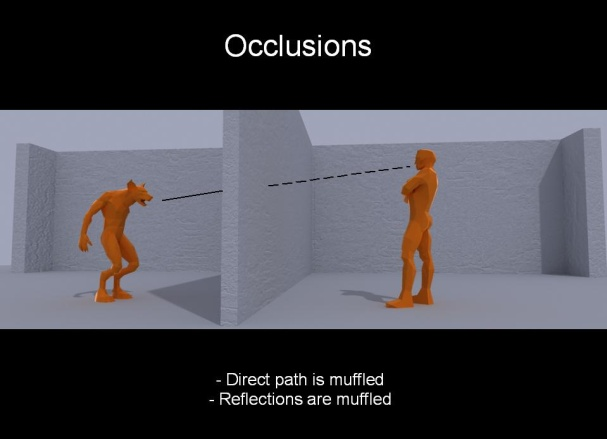 Occlusions
- Direct path is muffled
- Reflections are muffled